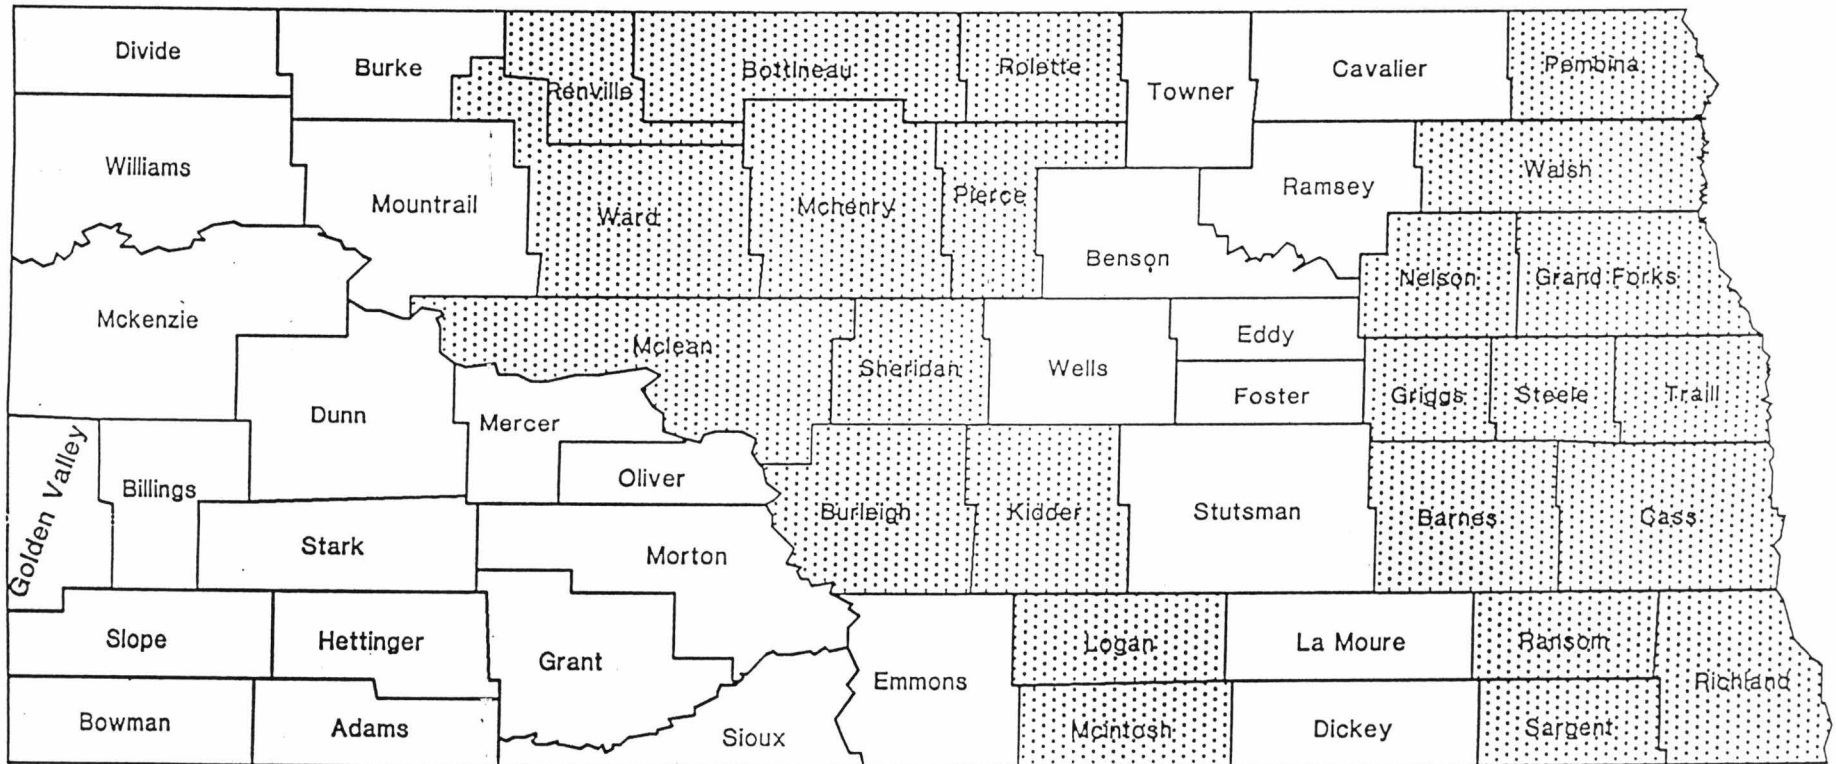 Divide
Burke
Renville
Bottineau
Rolette
Towner
Cavalier
Pembina
Williams
Mountrail
Ward
Mchenry
Pierce
Benson
Ramsey
Walsh
Nelson
Grand Forks
Mckenzie
Mclean
Sheridan
Wells
Eddy
Foster
Griggs
Steele
Traill
Golden Valley
Billings
Dunn
Mercer
Oliver
Burleigh
Kidder
Stutsman
Barnes
Cass
Stark
Morton
Slope
Hettinger
Grant
Emmons
Logan
La Moure
Ransom
Richland
Bowman
Adams
Sioux
Mcintosh
Dickey
Sargent